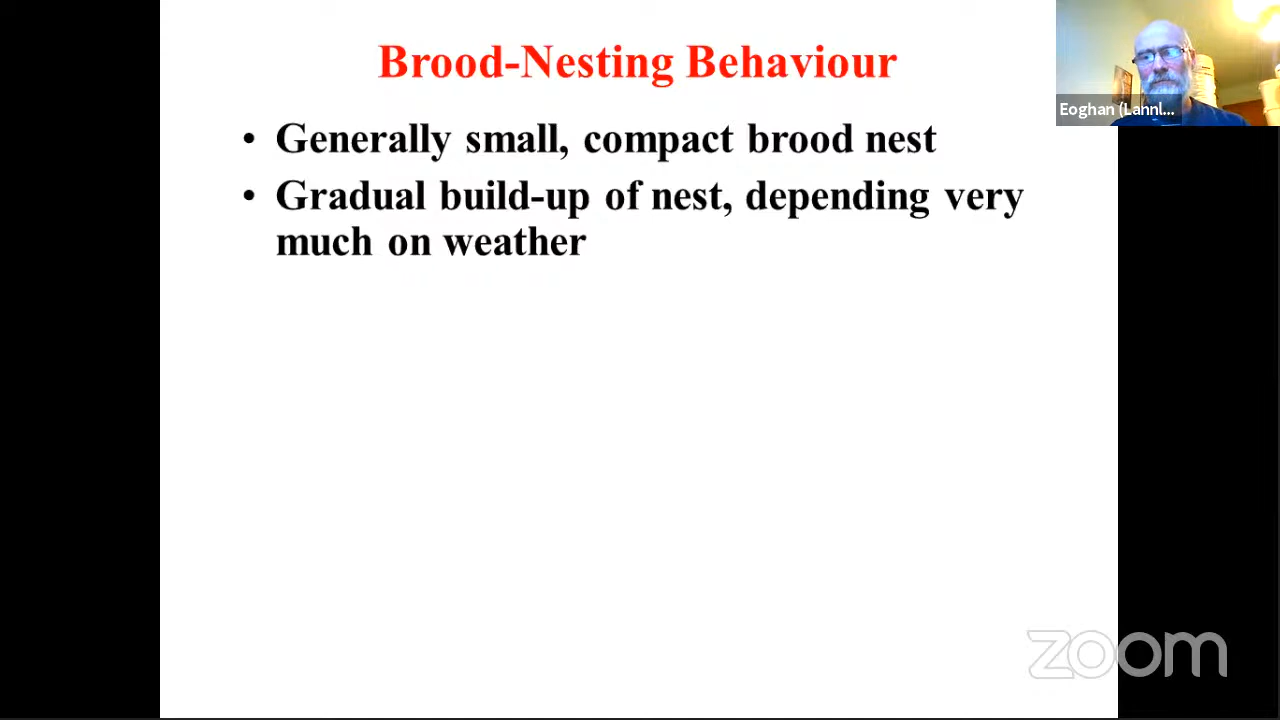 Brood-Nesting Behaviour
Eoghan (Lannl...
• Generally small, compact brood nest
• Gradual build-up of nest, depending very
much on weather
zoom